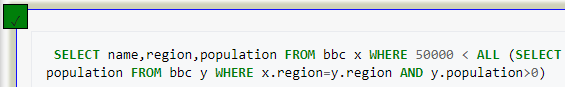 SELECT name,region,population FROM bbc x WHERE 50000 < ALL (SELECT
population FROM bbc y WHERE x.region=y.region AND y.population>0)